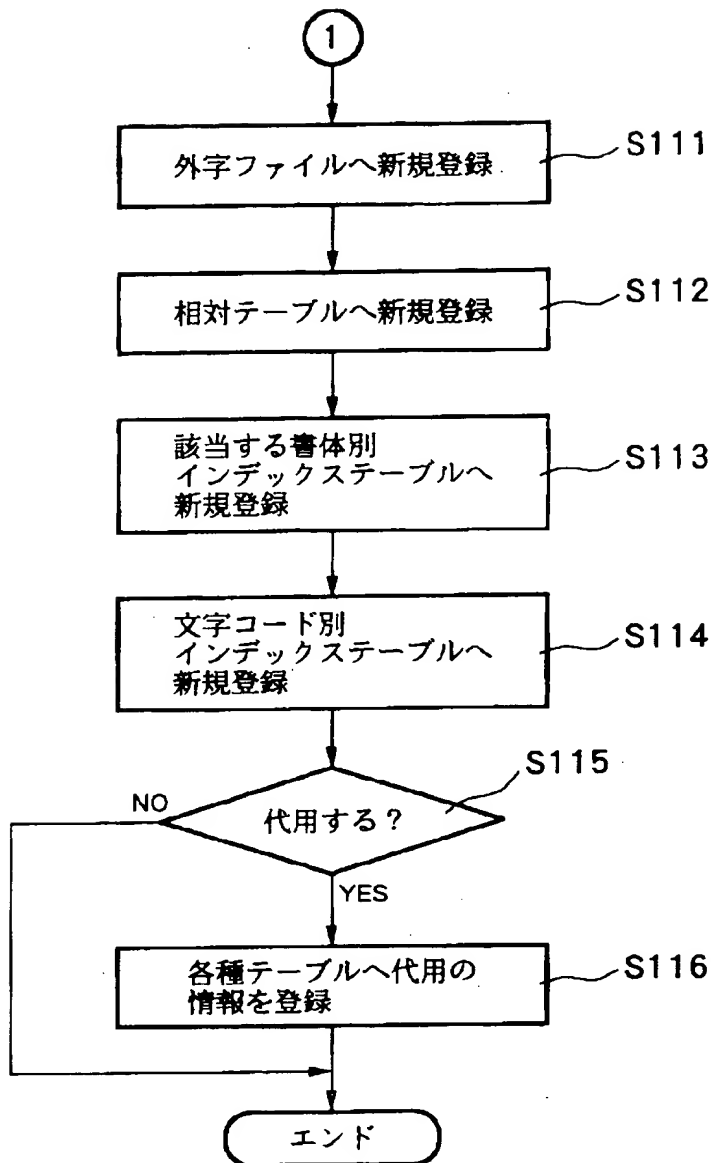 1
外字ファイルへ新規登録
S111
相対テーブルへ新規登録
S112
該当する書体別
インデックステーブルへ
新規登録
S113
文字コード別
インデックステーブルへ
新規登録
S114
代用する?
S115
NO
YES
各種テーブルへ代用の
情報を登録
S116
エンド